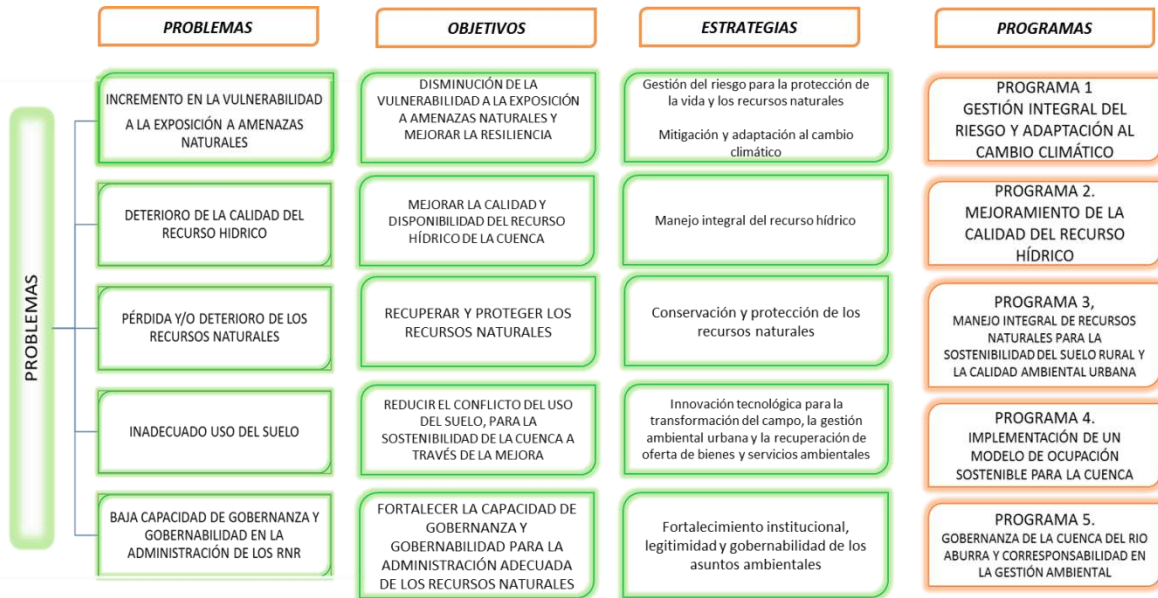 PROBLEMAS
OBJETIVOS
ESTRATEGIAS
PROGRAMAS
PROBLEMAS
INCREMENTO EN LA VULNERABILIDAD
A LA EXPOSICIÓN A AMENAZAS
NATURALES
DISMINUCIÓN DE LA
VULNERABILIDAD A LA EXPOSICIÓN
A AMENAZAS NATURALES Y
MEJORAR LA RESILIENCIA
Gestión del riesgo para la protección de
la vida y los recursos naturales
Mitigación y adaptación al cambio
climático
PROGRAMA 1
GESTIÓN INTEGRAL DEL
RIESGO Y ADAPTACIÓN AL
CAMBIO CLIMÁTICO
DETERIORO DE LA CALIDAD DEL
RECURSO HIDRICO
MEJORAR LA CALIDAD Y
DISPONIBILIDAD DEL RECURSO
HÍDRICO DE LA CUENCA
Manejo integral del recurso hídrico
PROGRAMA 2.
MEJORAMIENTO DE LA
CALIDAD DEL RECURSO
HÍDRICO
PÉRDIDA Y/O DETERIORO DE LOS
RECURSOS NATURALES
RECUPERAR Y PROTEGER LOS
RECURSOS NATURALES
Conservación y protección de los
recursos naturales
PROGRAMA 3,
MANEJO INTEGRAL DE RECURSOS
NATURALES PARA LA
SOSTENIBILIDAD DEL SUELO RURAL Y
LA CALIDAD AMBIENTAL URBANA
INADECUADO USO DEL SUELO
REDUCIR EL CONFLICTO DEL USO
DEL SUELO, PARA LA
SOSTENIBILIDAD DE LA CUENCA A
TRAVÉS DE LA MEJORA
Innovación tecnológica para la
transformación del campo, la gestión
ambiental urbana y la recuperación de
oferta de bienes y servicios ambientales
PROGRAMA 4.
IMPLEMENTACIÓN DE UN
MODELO DE OCUPACIÓN
SOSTENIBLE PARA LA CUENCA
BAJA CAPACIDAD DE GOBERNANZA Y
GOBERNABILIDAD EN LA
ADMINISTRACIÓN DE LOS RNR
FORTALECER LA CAPACIDAD DE
GOBERNANZA Y
GOBERNABILIDAD PARA LA
ADMINISTRACIÓN ADECUADA
DE LOS RECURSOS NATURALES
Fortalecimiento institucional,
legitimidad y gobernabilidad de los
asuntos ambientales
PROGRAMA 5.
GOBERNANZA DE LA CUENCA DEL RIO
ABURRA Y CORRESPONSABILIDAD EN
LA GESTIÓN AMBIENTAL